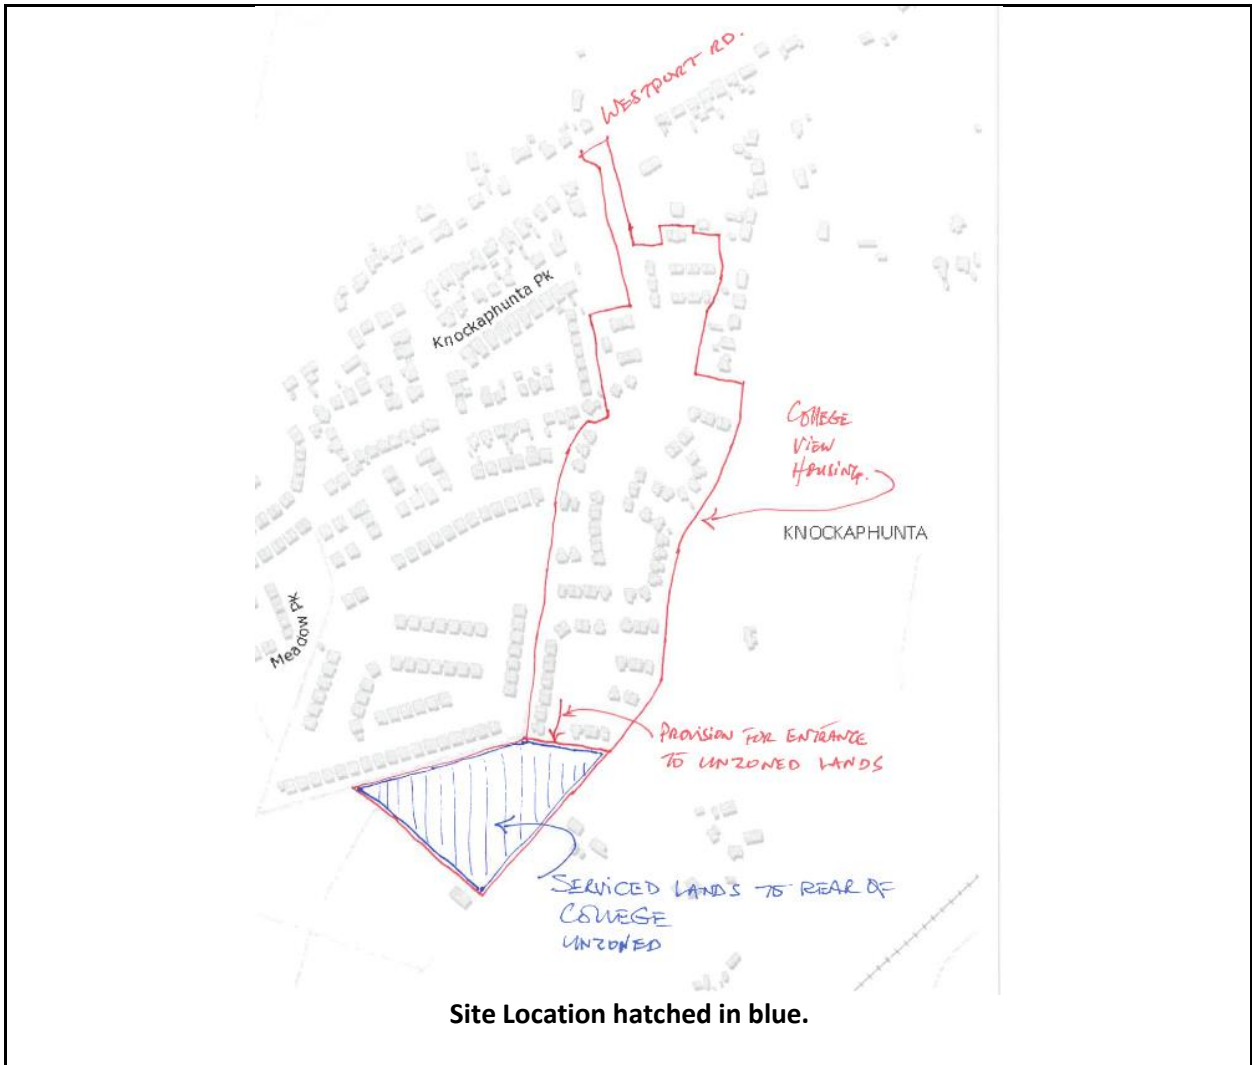 WESTPORT RD.
Knockaphunta Pk
COLLEGE
VIEW
HOUSING.
KNOCKAPHUNTA
Meadow Pk
PROVISION FOR ENTRANCE
TO UNZONED LANDS
SERVICED LANDS TO REAR OF
COLLEGE
UNZONED
Site Location hatched in blue.